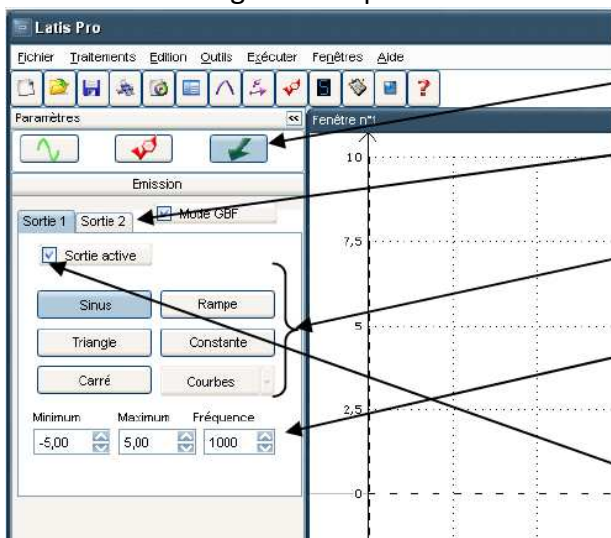 Latis Pro
Fichier Traitements Edition Outils Exécuter Fenêtres Aide
Paramètres
Fenêtre n°1
Emission
Sortie 1 Sortie 2 Mode GBF
Sortie active
Sinus Rampe
Triangle Constante
Carré Courbes
Minimum Maximum Fréquence
-5,00 5,00 1000
10
7,5
5
2,5
0